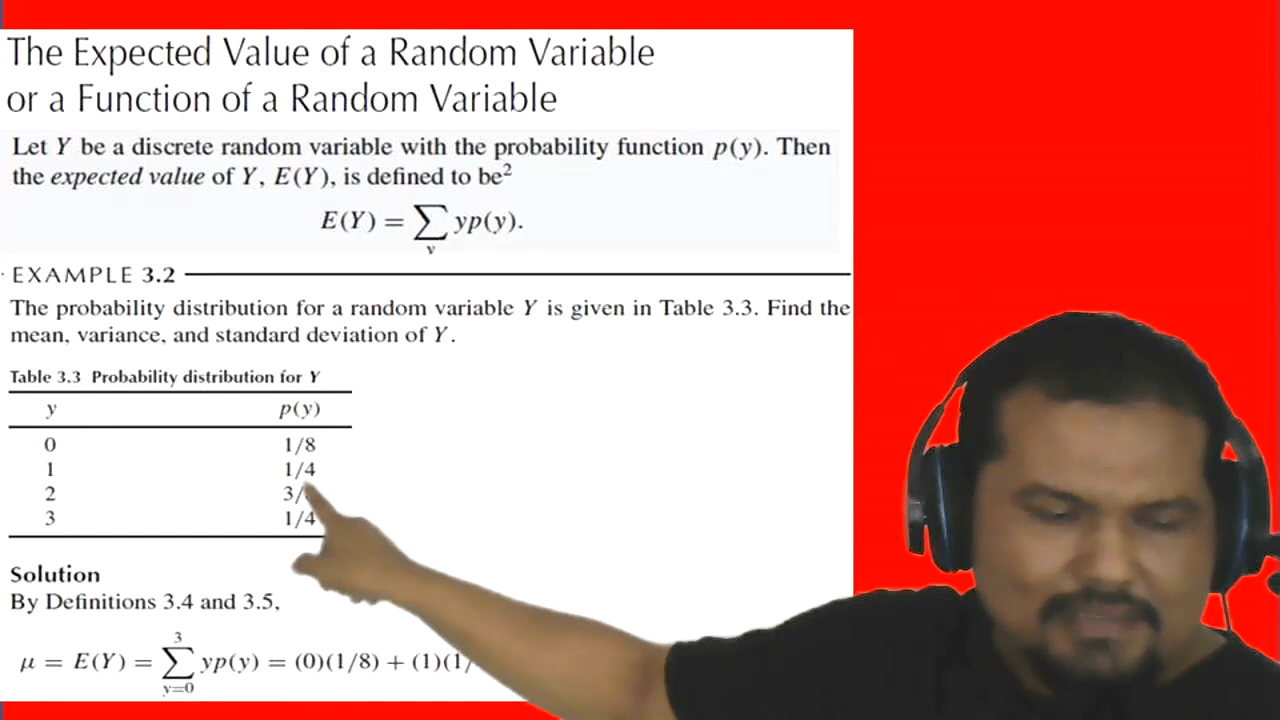 The Expected Value of a Random Variable
or a Function of a Random Variable
Let Y be a discrete random variable with the probability function p(y). Then
the expected value of Y, E(Y), is defined to be²
E(Y) = ∑ yp(y).
y
EXAMPLE 3.2
The probability distribution for a random variable Y is given in Table 3.3. Find the
mean, variance, and standard deviation of Y.
Table 3.3 Probability distribution for Y
y p(y)
0 1/8
1 1/4
2 3/
3 1/4
Solution
By Definitions 3.4 and 3.5,
3
μ = E(Y) = ∑ yp(y) = (0)(1/8) + (1)(1/
y=0